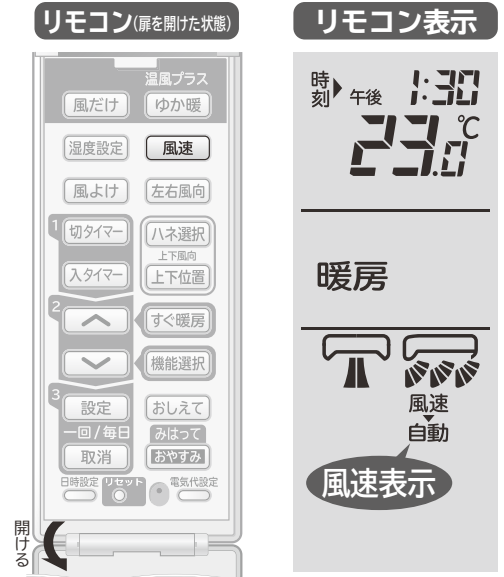 リモコン(扉を開けた状態)
温風プラス
風だけ
ゆか暖
湿度設定
風速
風よけ
左右風向
1
切タイマー
ハネ選択
上下風向
入タイマー
上下位置
2
すぐ暖房
機能選択
3
設定
おしえて
一回/毎日
みはって
取消
おやすみ
日時設定
リセット
電気代設定
開ける
リモコン表示
時刻
午後
1:30
23.0℃
暖房
風速
自動
風速表示